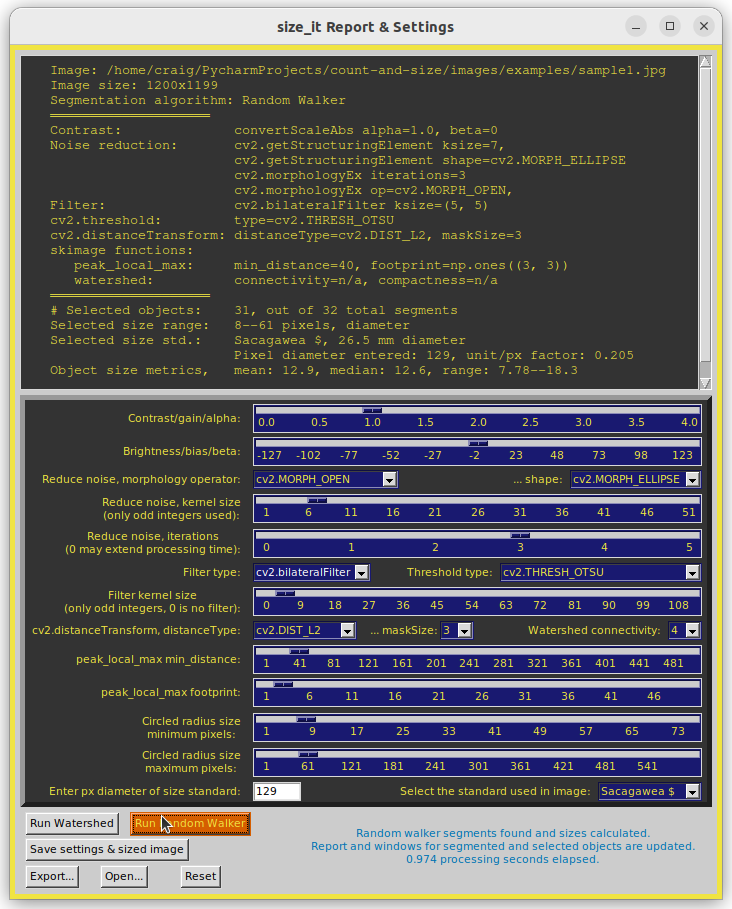 size_it Report & Settings
Image: /home/craig/PycharmProjects/count-and-size/images/examples/sample1.jpg
Image size: 1200x1199
Segmentation algorithm: Random Walker
Contrast: convertScaleAbs alpha=1.0, beta=0
Noise reduction: cv2.getStructuringElement ksize=7,
cv2.getStructuringElement shape=cv2.MORPH_ELLIPSE
cv2.morphologyEx iterations=3
cv2.morphologyEx op=cv2.MORPH_OPEN,
Filter: cv2.bilateralFilter ksize=(5, 5)
cv2.threshold: type=cv2.THRESH_OTSU
cv2.distanceTransform: distanceType=cv2.DIST_L2, maskSize=3
skimage functions:
peak_local_max: min_distance=40, footprint=np.ones((3, 3))
watershed: connectivity=n/a, compactness=n/a
# Selected objects: 31, out of 32 total segments
Selected size range: 8--61 pixels, diameter
Selected size std.: Sacagawea $, 26.5 mm diameter
Pixel diameter entered: 129, unit/px factor: 0.205
Object size metrics, mean: 12.9, median: 12.6, range: 7.78--18.3
Contrast/gain/alpha: 0.0 0.5 1.0 1.5 2.0 2.5 3.0 3.5 4.0
Brightness/bias/beta: -127 -102 -77 -52 -27 -2 23 48 73 98 123
Reduce noise, morphology operator: cv2.MORPH_OPEN ... shape: cv2.MORPH_ELLIPSE
Reduce noise, kernel size
(only odd integers used): 1 6 11 16 21 26 31 36 41 46 51
Reduce noise, iterations
(0 may extend processing time): 0 1 2 3 4 5
Filter type: cv2.bilateralFilter Threshold type: cv2.THRESH_OTSU
Filter kernel size
(only odd integers, 0 is no filter): 0 9 18 27 36 45 54 63 72 81 90 99 108
cv2.distanceTransform, distanceType: cv2.DIST_L2 ... maskSize: 3 Watershed connectivity: 4
peak_local_max min_distance: 1 41 81 121 161 201 241 281 321 361 401 441 481
peak_local_max footprint: 1 6 11 16 21 26 31 36 41 46
Circled radius size
minimum pixels: 1 9 17 25 33 41 49 57 65 73
Circled radius size
maximum pixels: 1 61 121 181 241 301 361 421 481 541
Enter px diameter of size standard: 129 Select the standard used in image: Sacagawea $
Run Watershed Run Random Walker
Save settings & sized image
Export... Open... Reset
Random walker segments found and sizes calculated.
Report and windows for segmented and selected objects are updated.
0.974 processing seconds elapsed.